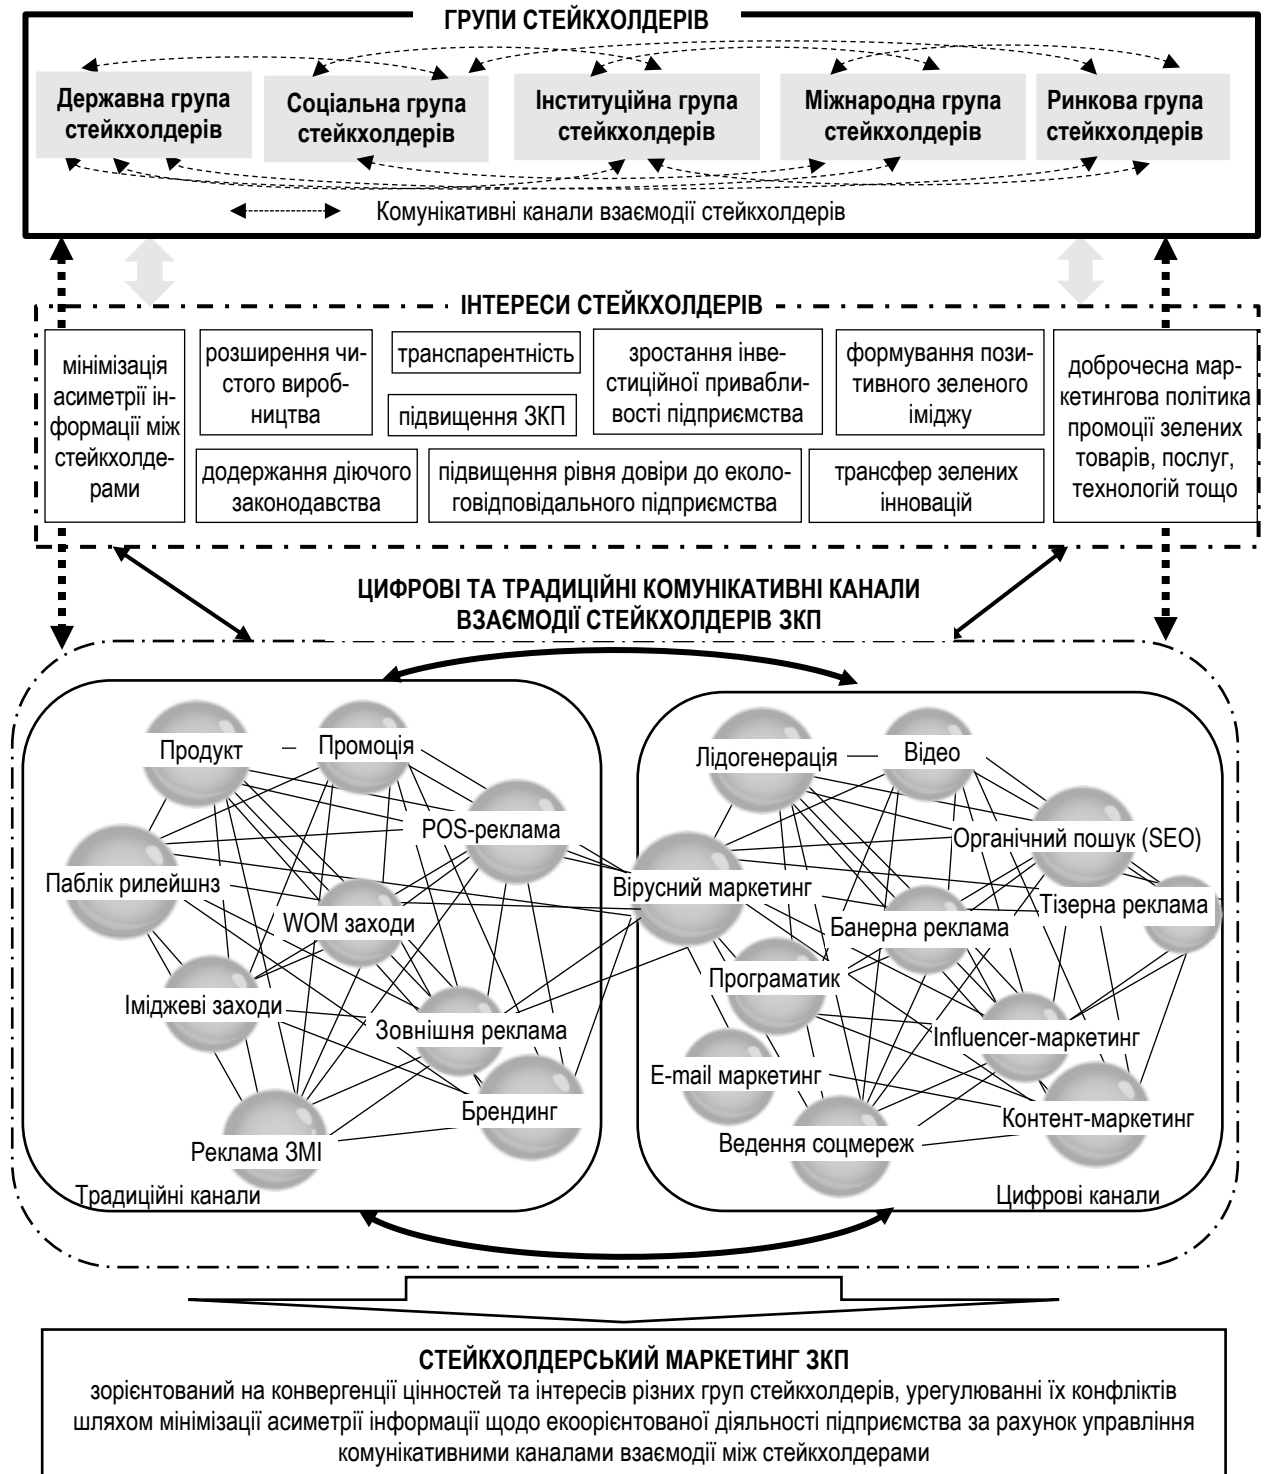 ГРУПИ СТЕЙКХОЛДЕРІВ
Державна група
стейкхолдерів
Соціальна група
стейкхолдерів
Інституційна група
стейкхолдерів
Міжнародна група
стейкхолдерів
Ринкова група
стейкхолдерів
Комунікативні канали взаємодії стейкхолдерів
ІНТЕРЕСИ СТЕЙКХОЛДЕРІВ
мінімізація
асиметрії ін-
формації між
стейкхолде-
рами
розширення чи-
стого вироб-
ництва
транспарентність
підвищення ЗКП
зростання інве-
стиційної приваб­ли-
вості підприємства
формування пози-
тивного зеленого
іміджу
доброчесна мар-
кетингова політика
промоції зелених
товарів, послуг,
технологій тощо
додержання діючого
законодавства
підвищення рівня довіри до еколо-
говідповідального підприємства
трансфер зелених
інновацій
ЦИФРОВІ ТА ТРАДИЦІЙНІ КОМУНІКАТИВНІ КАНАЛИ
ВЗАЄМОДІЇ СТЕЙКХОЛДЕРІВ ЗКП
Продукт
Промоція
POS-реклама
Паблік рилейшнз
WOM заходи
Іміджеві заходи
Зовнішня реклама
Брендинг
Реклама ЗМІ
Традиційні канали
Лідогенерація
Відео
Органічний пошук (SEO)
Вірусний маркетинг
Тізерна реклама
Банерна реклама
Програматик
Influencer-маркетинг
E-mail маркетинг
Контент-маркетинг
Ведення соцмереж
Цифрові канали
СТЕЙКХОЛДЕРСЬКИЙ МАРКЕТИНГ ЗКП
зорієнтований на конвергенції цінностей та інтересів різних груп стейкхолдерів, урегулюванні їх конфліктів
шляхом мінімізації асиметрії інформації щодо екоорієнтованої діяльності підприємства за рахунок управління
комунікативними каналами взаємодії між стейкхолдерами